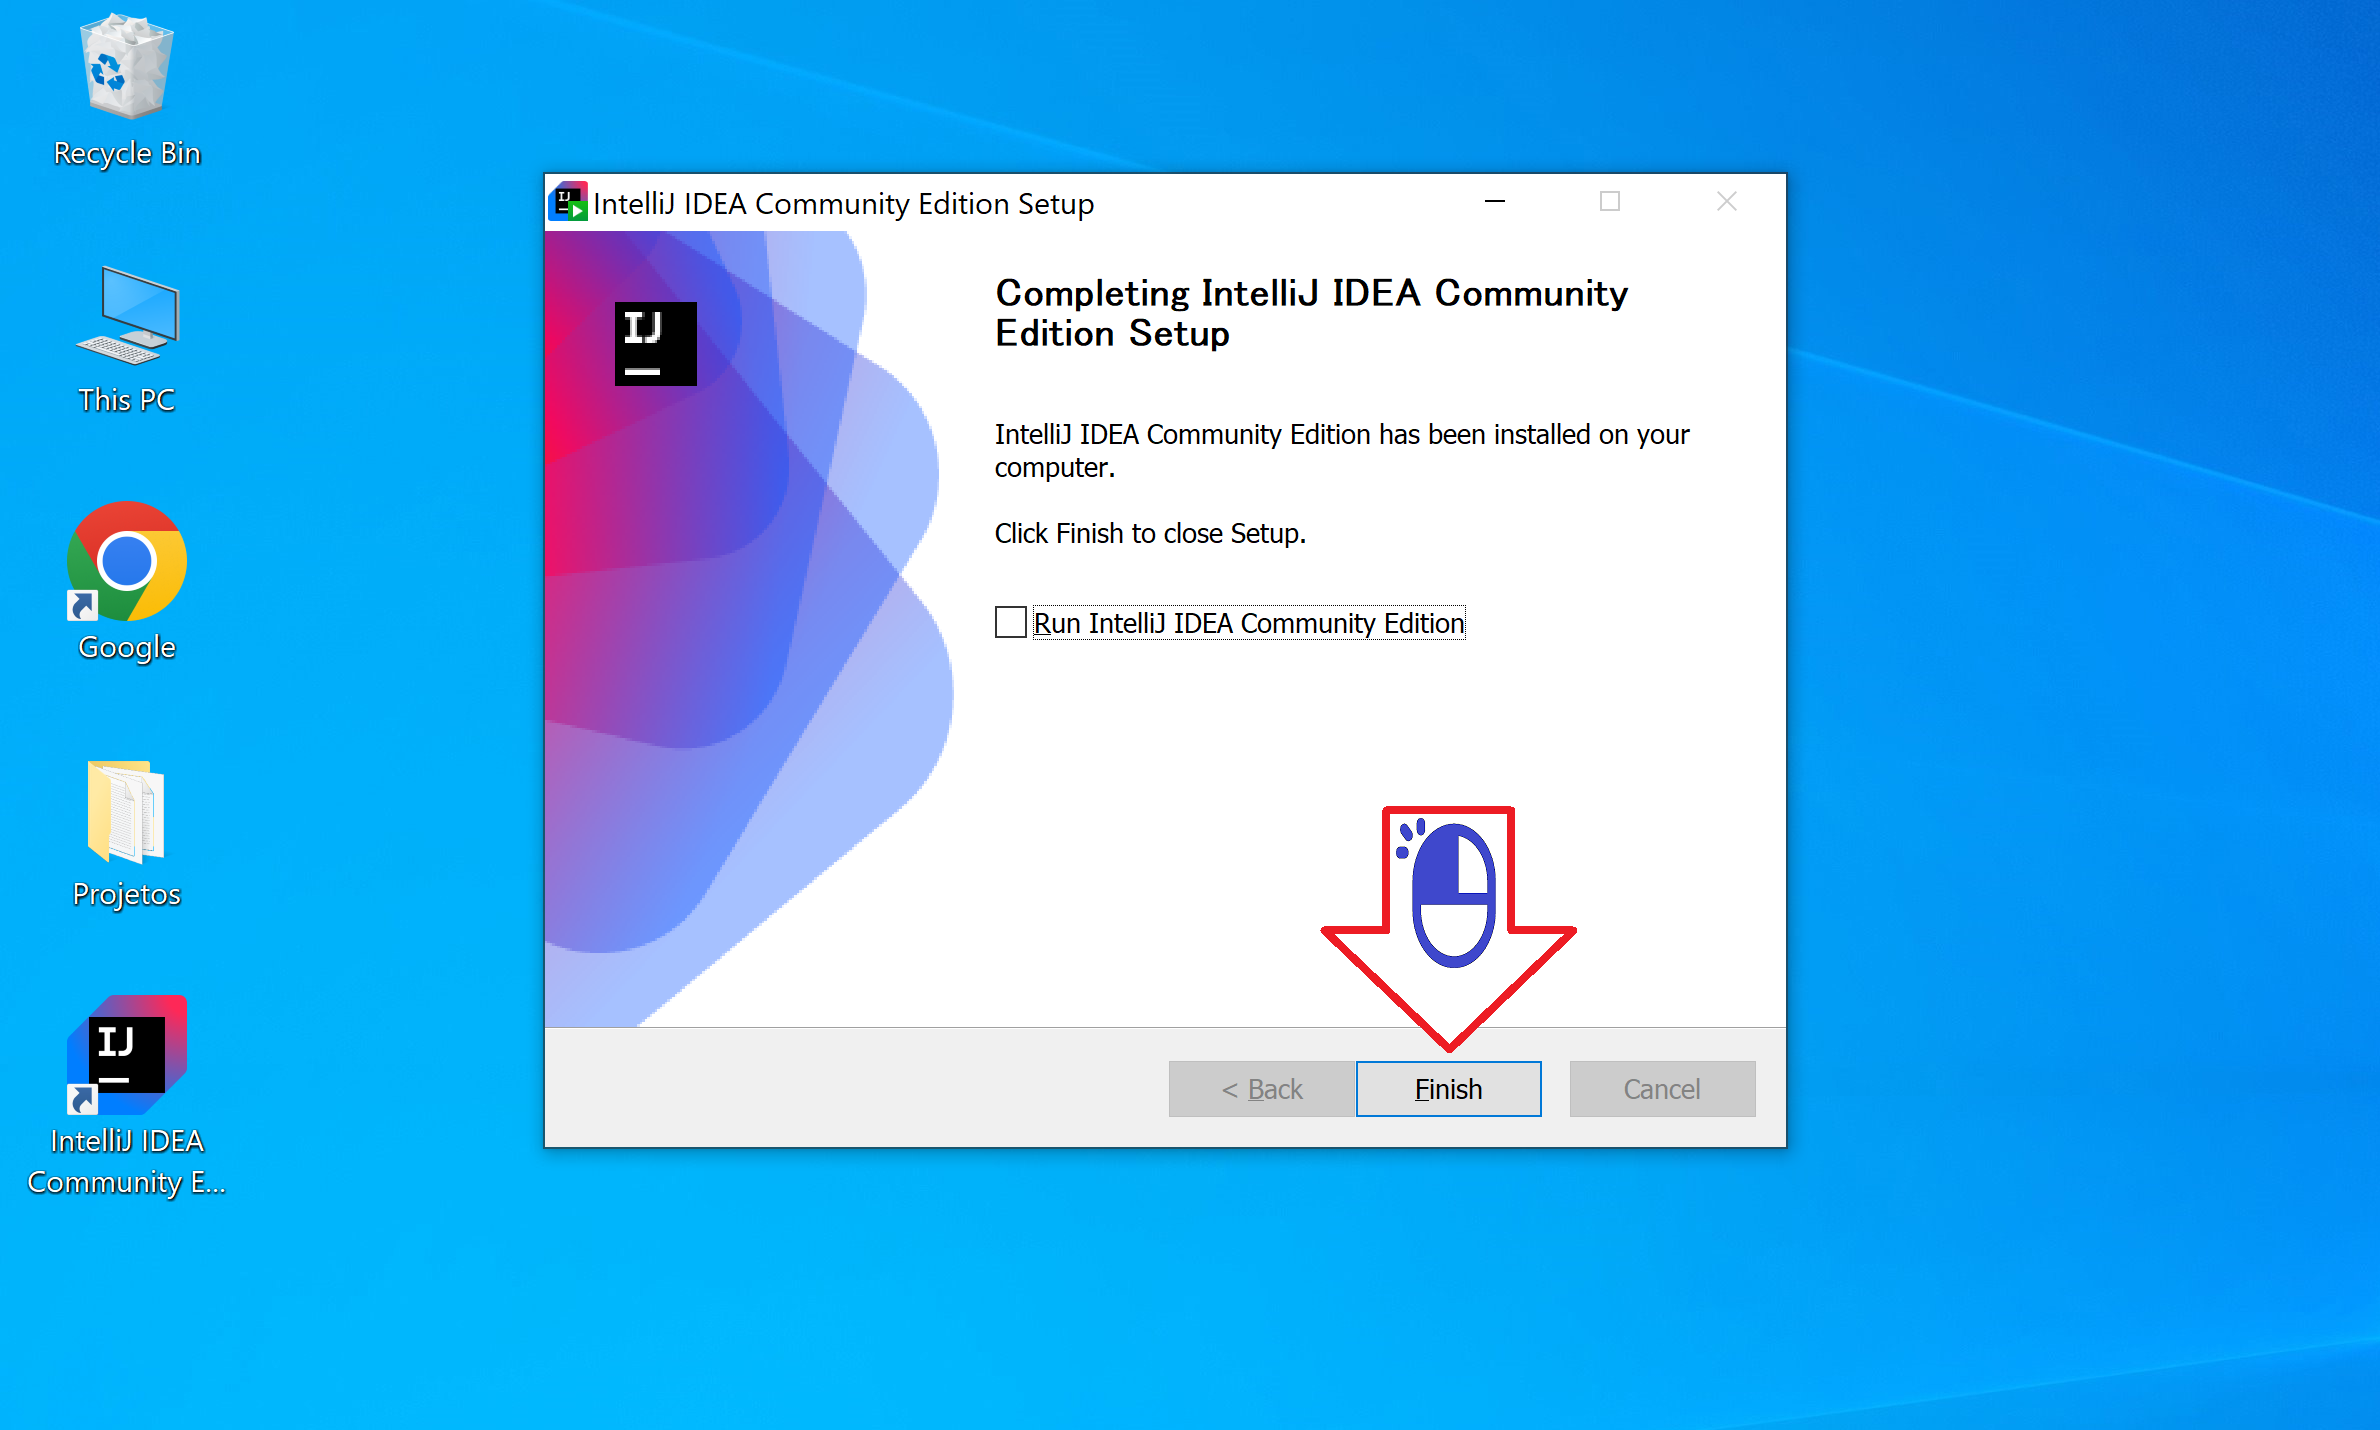 Recycle Bin
This PC
Google
Projetos
IJ
IntelliJ IDEA
Community E...
IJ
IntelliJ IDEA Community Edition Setup
IJ
Completing IntelliJ IDEA Community
Edition Setup
IntelliJ IDEA Community Edition has been installed on your
computer.
Click Finish to close Setup.
Run IntelliJ IDEA Community Edition
< Back
Finish
Cancel